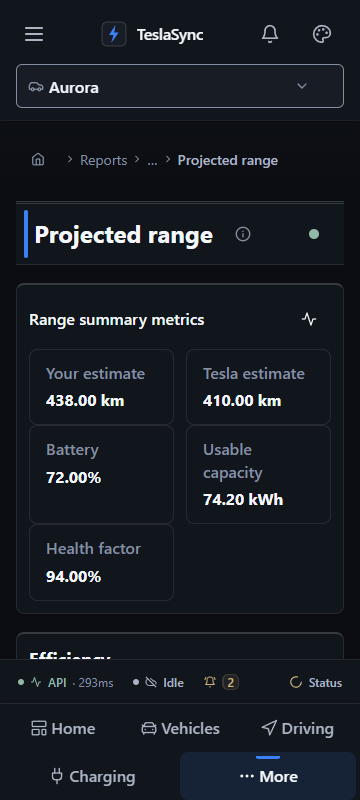 TeslaSync
Aurora
Reports ... Projected range
Projected range
Range summary metrics
Your estimate
438.00 km
Tesla estimate
410.00 km
Battery
72.00%
Usable
capacity
74.20 kWh
Health factor
94.00%
Efficiency
API · 293ms Idle 2 Status
Home Vehicles Driving
Charging ··· More